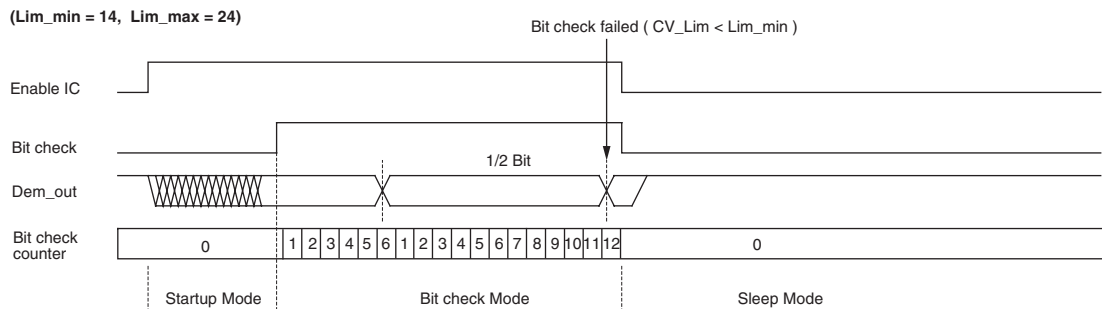 (Lim_min = 14, Lim_max = 24)
Bit check failed ( CV_Lim < Lim_min )
Enable IC
Bit check
1/2 Bit
Dem_out
Bit check
counter
0 1 2 3 4 5 6 1 2 3 4 5 6 7 8 9 10 11 12 0
Startup Mode Bit check Mode Sleep Mode